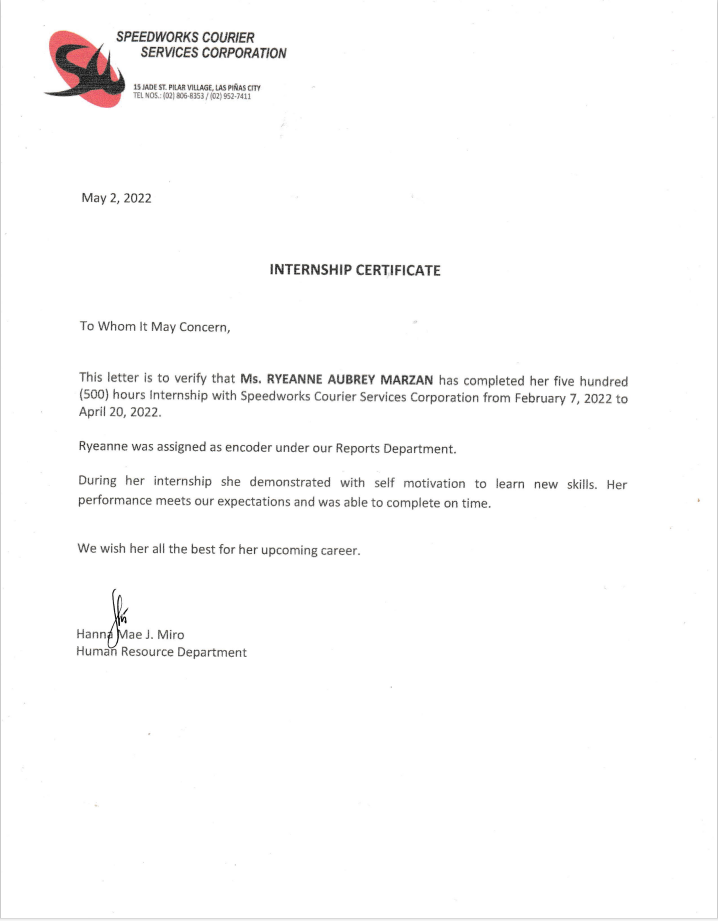 SPEEDWORKS COURIER
SERVICES CORPORATION
15 JADE ST. PILAR VILLAGE, LAS PIÑAS CITY
TEL NOS.: (02) 806-8353 / (02) 952-7411
May 2, 2022
INTERNSHIP CERTIFICATE
To Whom It May Concern,
This letter is to verify that Ms. RYEANNE AUBREY MARZAN has completed her five hundred
(500) hours Internship with Speedworks Courier Services Corporation from February 7, 2022 to
April 20, 2022.
Ryeanne was assigned as encoder under our Reports Department.
During her internship she demonstrated with self motivation to learn new skills. Her
performance meets our expectations and was able to complete on time.
We wish her all the best for her upcoming career.
Hanna Mae J. Miro
Human Resource Department